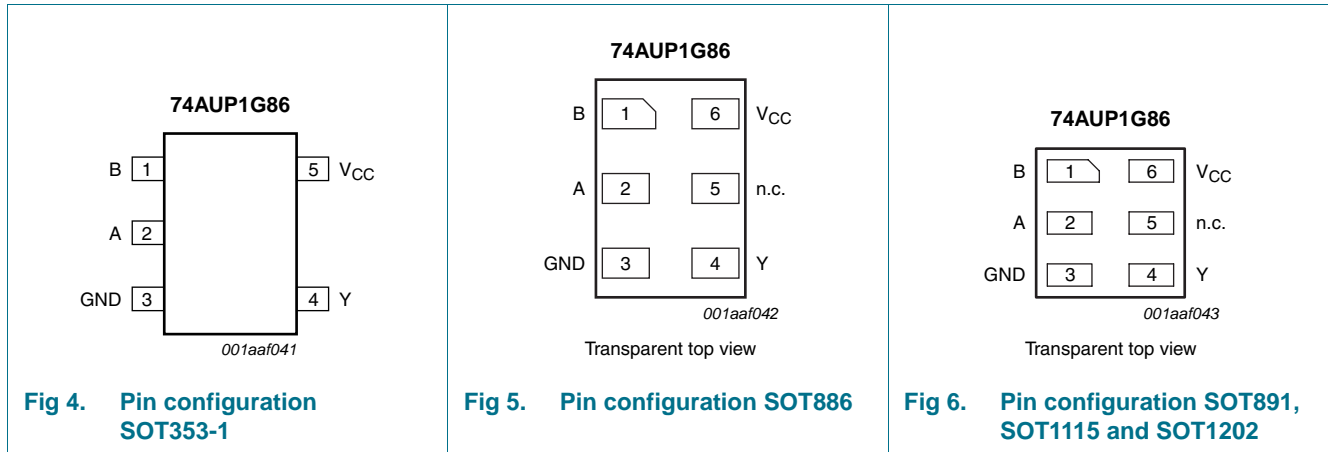 74AUP1G86
B 1
5 VCC
A 2
GND 3
4 Y
001aaf041
Fig 4. Pin configuration
SOT353-1
74AUP1G86
B 1 6 VCC
A 2 5 n.c.
GND 3 4 Y
001aaf042
Transparent top view
Fig 5. Pin configuration SOT886
74AUP1G86
B 1 6 VCC
A 2 5 n.c.
GND 3 4 Y
001aaf043
Transparent top view
Fig 6. Pin configuration SOT891,
SOT1115 and SOT1202